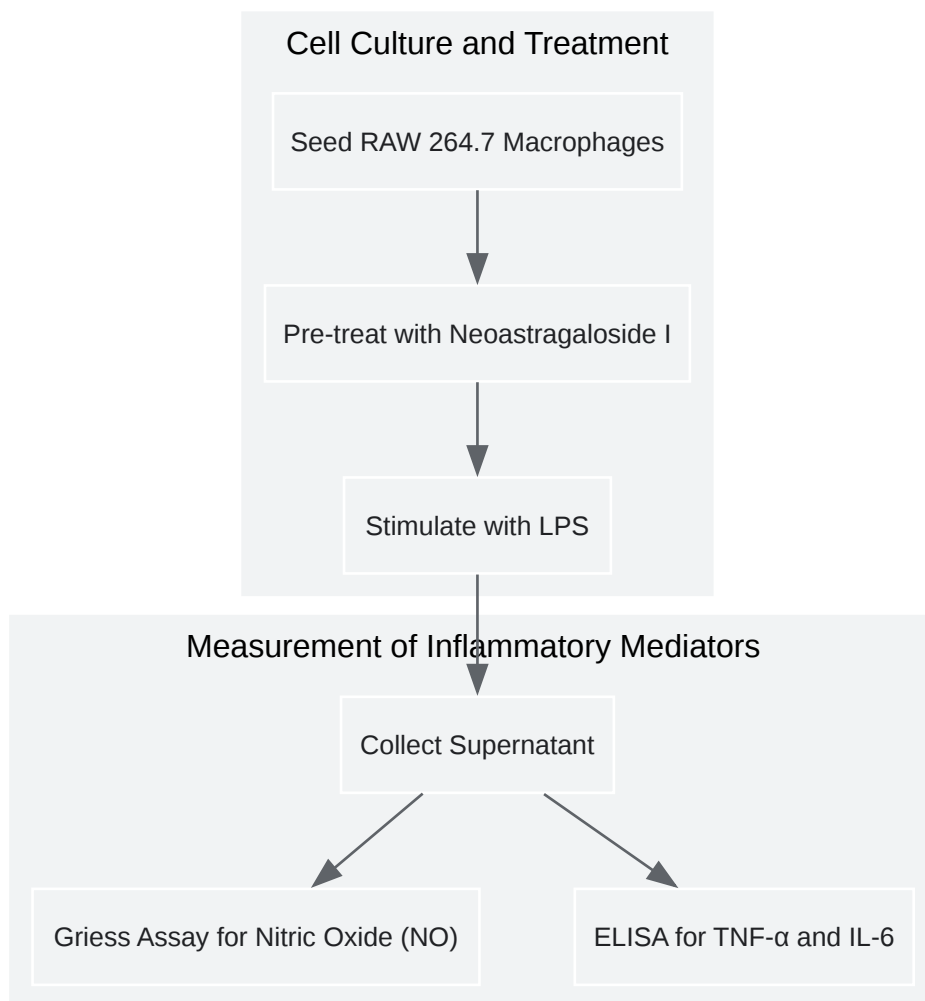 Cell Culture and Treatment
Seed RAW 264.7 Macrophages
Pre-treat with Neoastragaloside I
Stimulate with LPS
Measurement of Inflammatory Mediators
Collect Supernatant
Griess Assay for Nitric Oxide (NO)
ELISA for TNF-α and IL-6